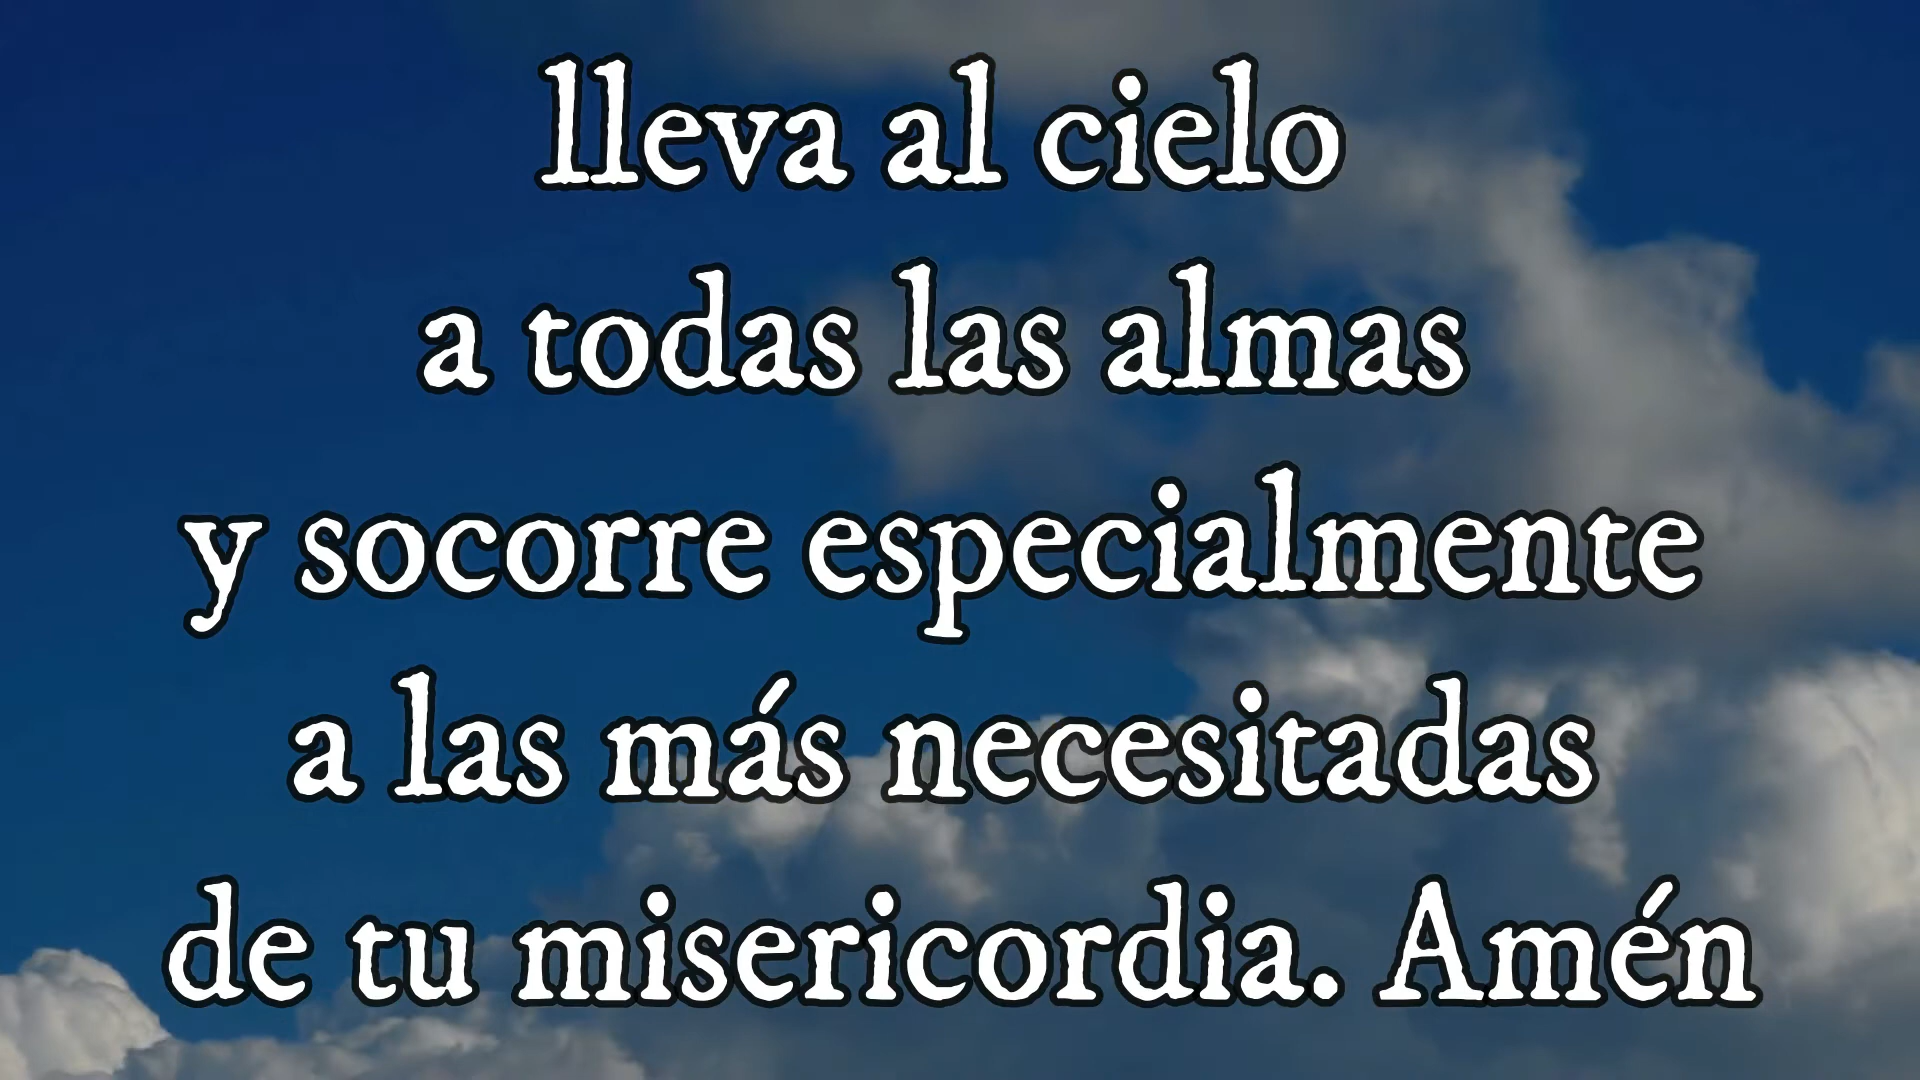 lleva al cielo
a todas las almas
y socorre especialmente
a las más necesitadas
de tu misericordia. Amén